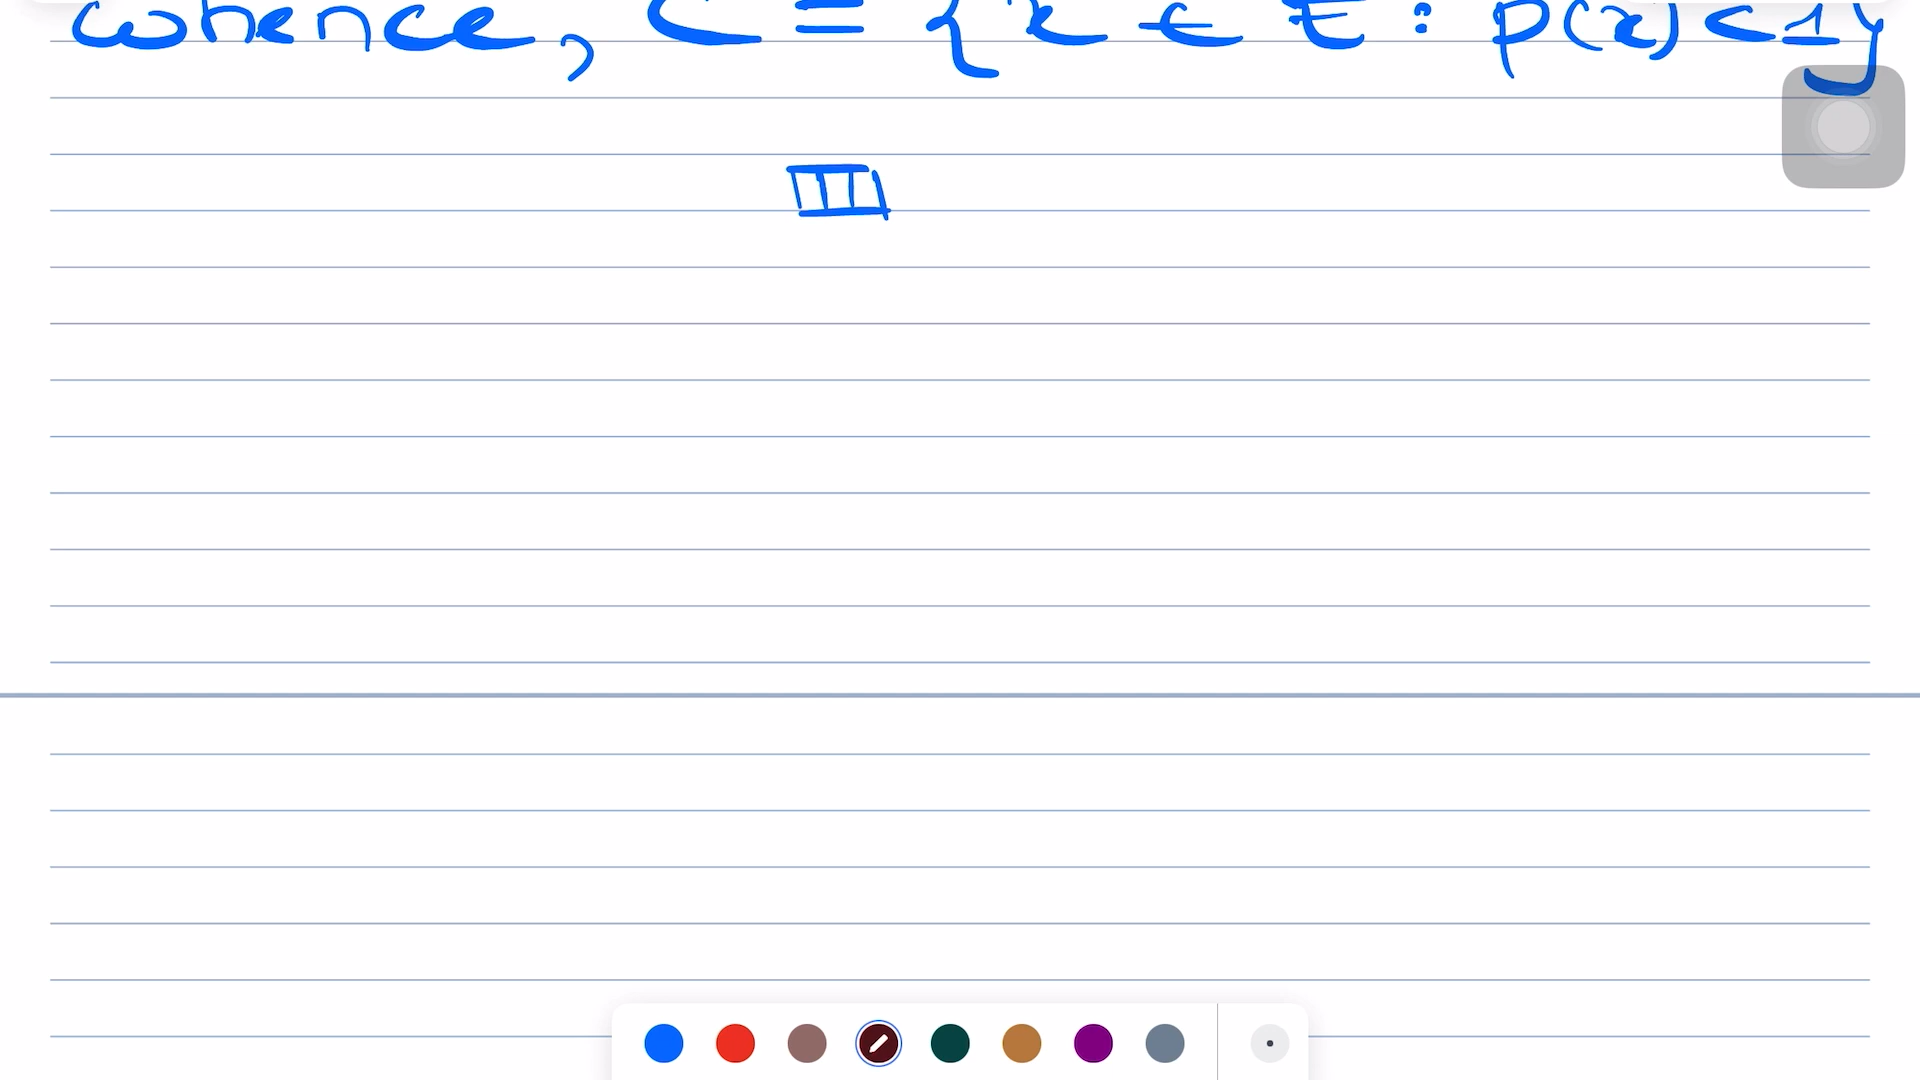 whence, C = {x ∈ E : p(x) < 1}